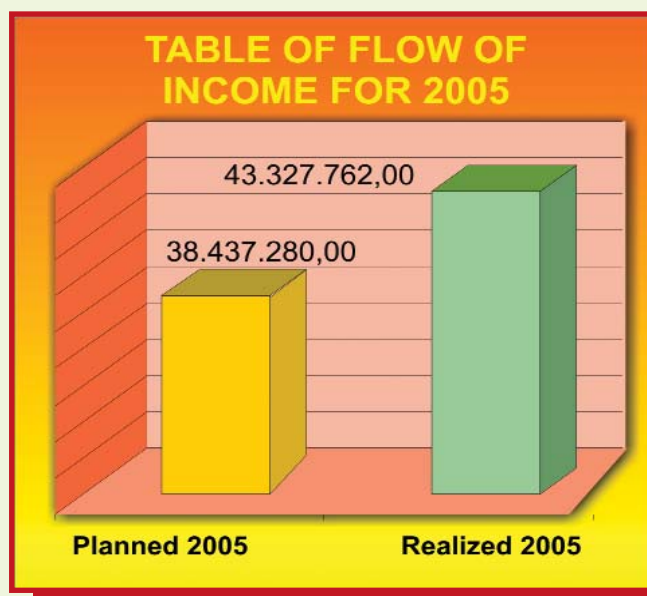 TABLE OF FLOW OF
INCOME FOR 2005
43.327.762,00
38.437.280,00
Planned 2005
Realized 2005